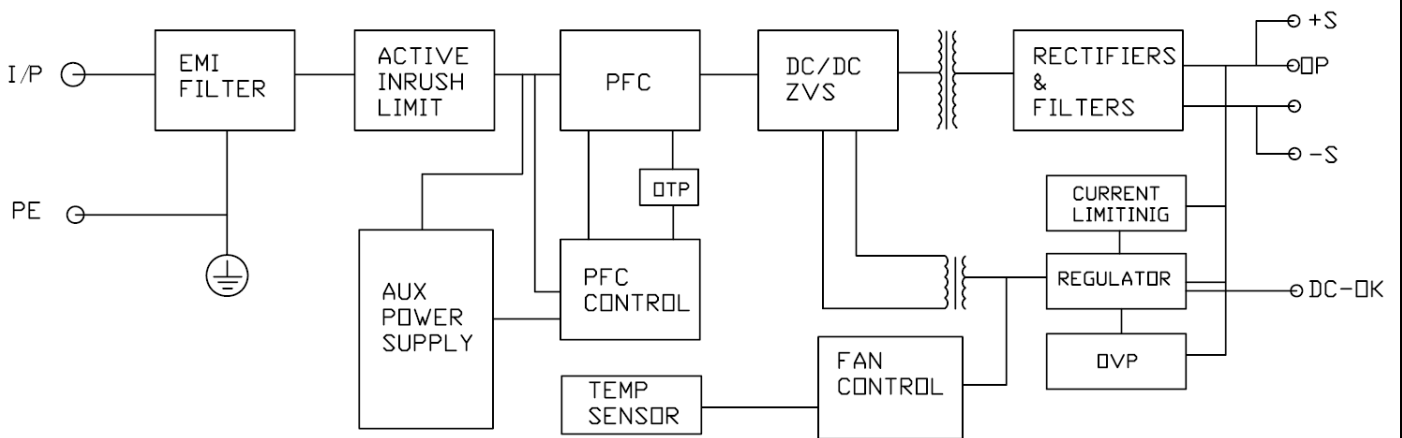 I/P
EMI
FILTER
ACTIVE
INRUSH
LIMIT
PFC
DC/DC
ZVS
RECTIFIERS
&
FILTERS
+S
OP
-S
PE
OTP
CURRENT
LIMITINIG
AUX
POWER
SUPPLY
PFC
CONTROL
REGULATOR
DC-OK
OVP
FAN
CONTROL
TEMP
SENSOR